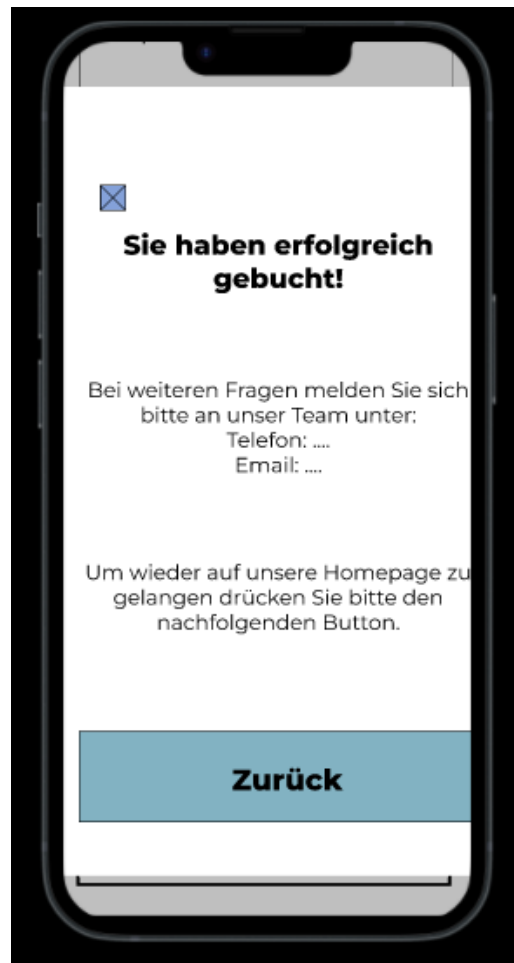 Sie haben erfolgreich
gebucht!
Bei weiteren Fragen melden Sie sich
bitte an unser Team unter:
Telefon: ....
Email: ....
Um wieder auf unsere Homepage zu
gelangen drücken Sie bitte den
nachfolgenden Button.
Zurück